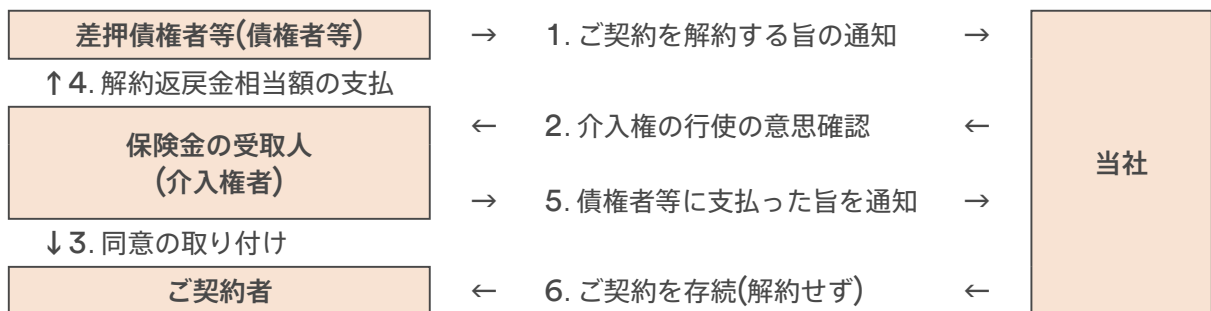 差押債権者等(債権者等) → 1. ご契約を解約する旨の通知 →
↑4. 解約返戻金相当額の支払
保険金の受取人
(介入権者)
← 2. 介入権の行使の意思確認 ←
当社
→ 5. 債権者等に支払った旨を通知 →
↓3. 同意の取り付け
ご契約者 ← 6. ご契約を存続(解約せず) ←